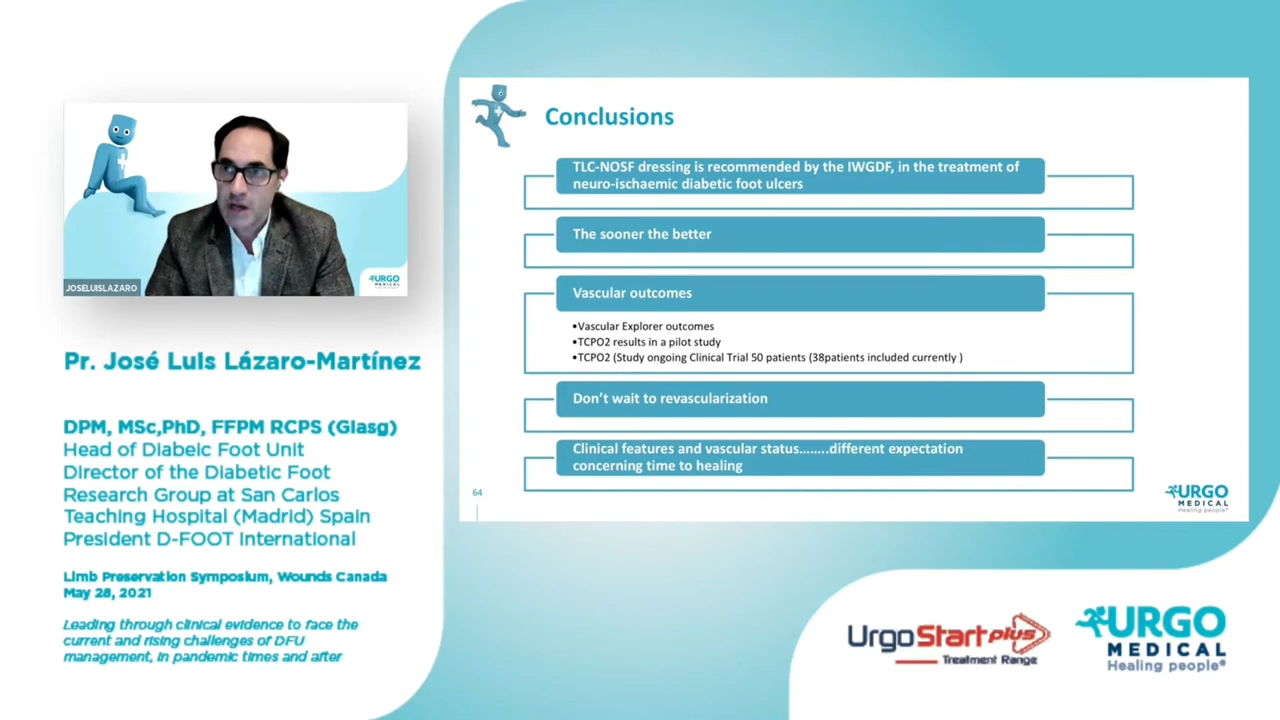 JOSELUISLAZARO
URGO
MEDICAL
Pr. José Luis Lázaro-Martínez
DPM, MSc,PhD, FFPM RCPS (Glasg)
Head of Diabeic Foot Unit
Director of the Diabetic Foot
Research Group at San Carlos
Teaching Hospital (Madrid) Spain
President D-FOOT International
Limb Preservation Symposium, Wounds Canada
May 28, 2021
Leading through clinical evidence to face the
current and rising challenges of DFU
management, in pandemic times and after
Conclusions
TLC-NOSF dressing is recommended by the IWGDF, in the treatment of
neuro-ischaemic diabetic foot ulcers
The sooner the better
Vascular outcomes
•Vascular Explorer outcomes
•TCPO2 results in a pilot study
•TCPO2 (Study ongoing Clinical Trial 50 patients (38patients included currently )
Don’t wait to revascularization
Clinical features and vascular status……..different expectation
concerning time to healing
64
URGO
MEDICAL
Healing people®
UrgoStart plus
Treatment Range
URGO
MEDICAL
Healing people®